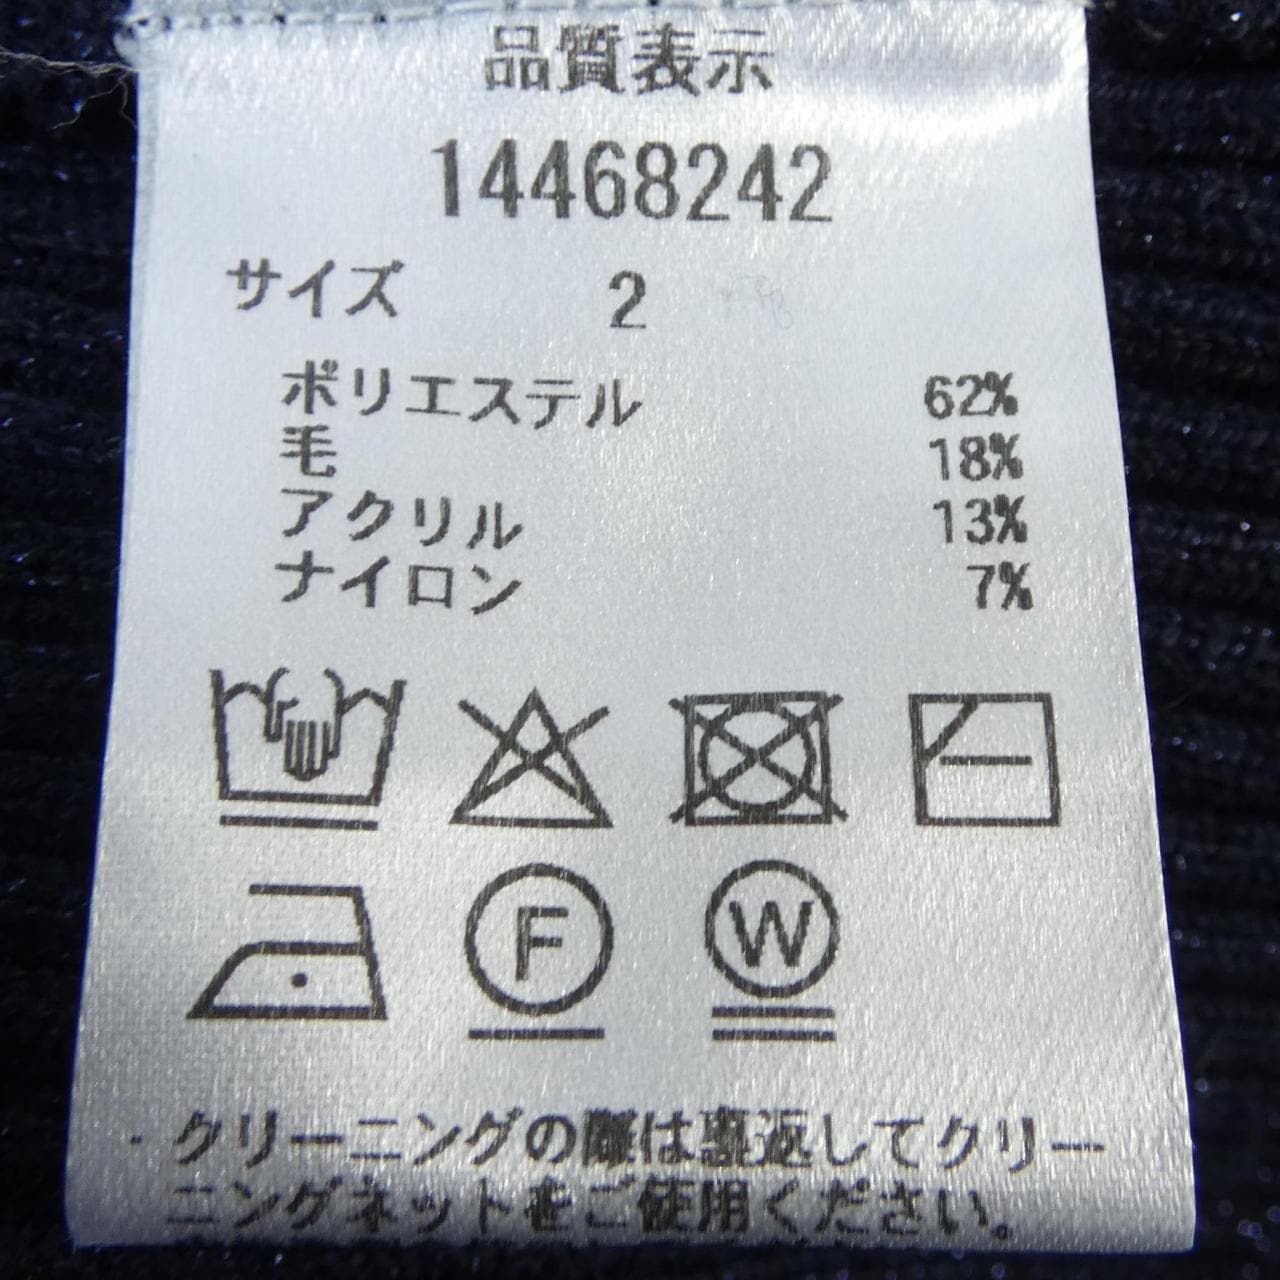 品質表示
14468242
サイズ 2
ポリエステル 62%
毛 18%
アクリル 13%
ナイロン 7%
F W
・クリーニングの際は裏返してクリー
ニングネットをご使用ください。